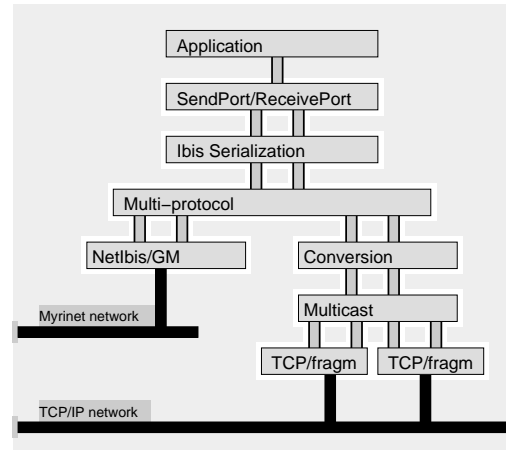 Application
SendPort/ReceivePort
Ibis Serialization
Multi−protocol
NetIbis/GM
Conversion
Myrinet network
Multicast
TCP/fragm
TCP/fragm
TCP/IP network